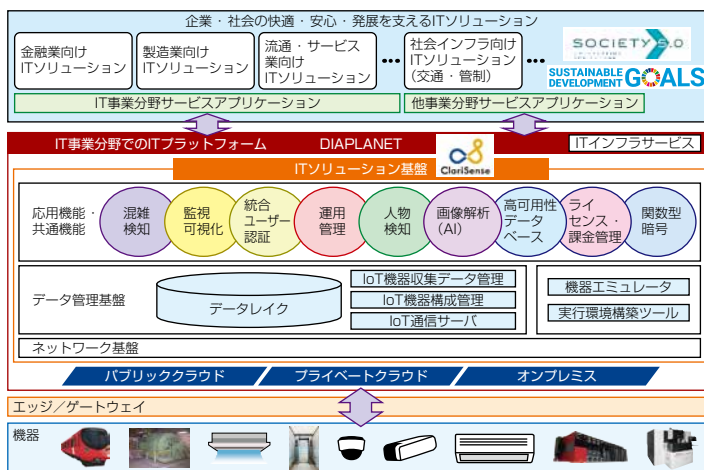 企業・社会の快適・安心・発展を支えるITソリューション
金融業向け
ITソリューション
製造業向け
ITソリューション
流通・サービス
業向け
ITソリューション
•••
社会インフラ向け
ITソリューション
(交通・管制)
•••
SOCIETY 5.0
SUSTAINABLE
DEVELOPMENT GOALS
IT事業分野サービスアプリケーション
他事業分野サービスアプリケーション
IT事業分野でのITプラットフォーム DIAPLANET
ITインフラサービス
ITソリューション基盤
ClariSense
応用機能・
共通機能
混雑
検知
監視
可視化
統合
ユーザー
認証
運用
管理
人物
検知
画像解析
(AI)
高可用性
データ
ベース
ライ
センス・
課金管理
関数型
暗号
データ管理基盤
データレイク
IoT機器収集データ管理
IoT機器構成管理
IoT通信サーバ
機器エミュレータ
実行環境構築ツール
ネットワーク基盤
パブリッククラウド
プライベートクラウド
オンプレミス
エッジ/ゲートウェイ
機器